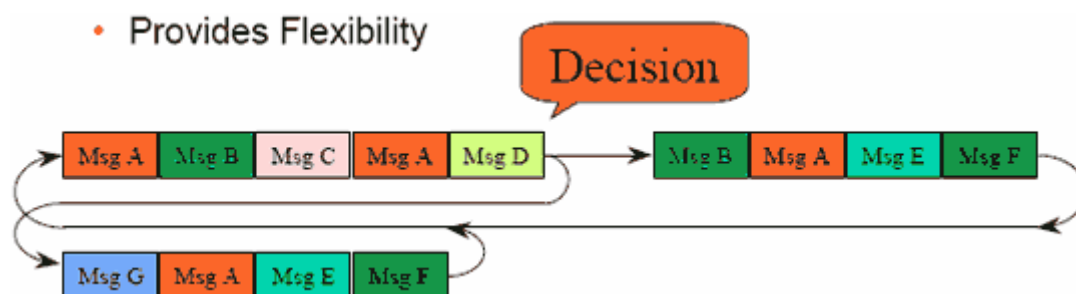 • Provides Flexibility
Decision
Msg A Msg B Msg C Msg A Msg D Msg B Msg A Msg E Msg F
Msg G Msg A Msg E Msg F